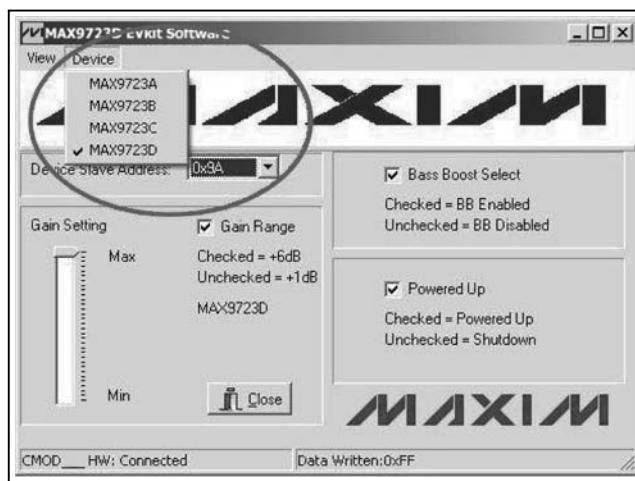 MAX9723D EVkit Software
View Device
MAX9723A
MAX9723B
MAX9723C
MAX9723D
MAXIM
Device Slave Address: 0x9A
Gain Setting
Max
Min
Gain Range
Checked = +6dB
Unchecked = +1dB
MAX9723D
Close
Bass Boost Select
Checked = BB Enabled
Unchecked = BB Disabled
Powered Up
Checked = Powered Up
Unchecked = Shutdown
MAXIM
CMOD___ HW: Connected
Data Written:0xFF